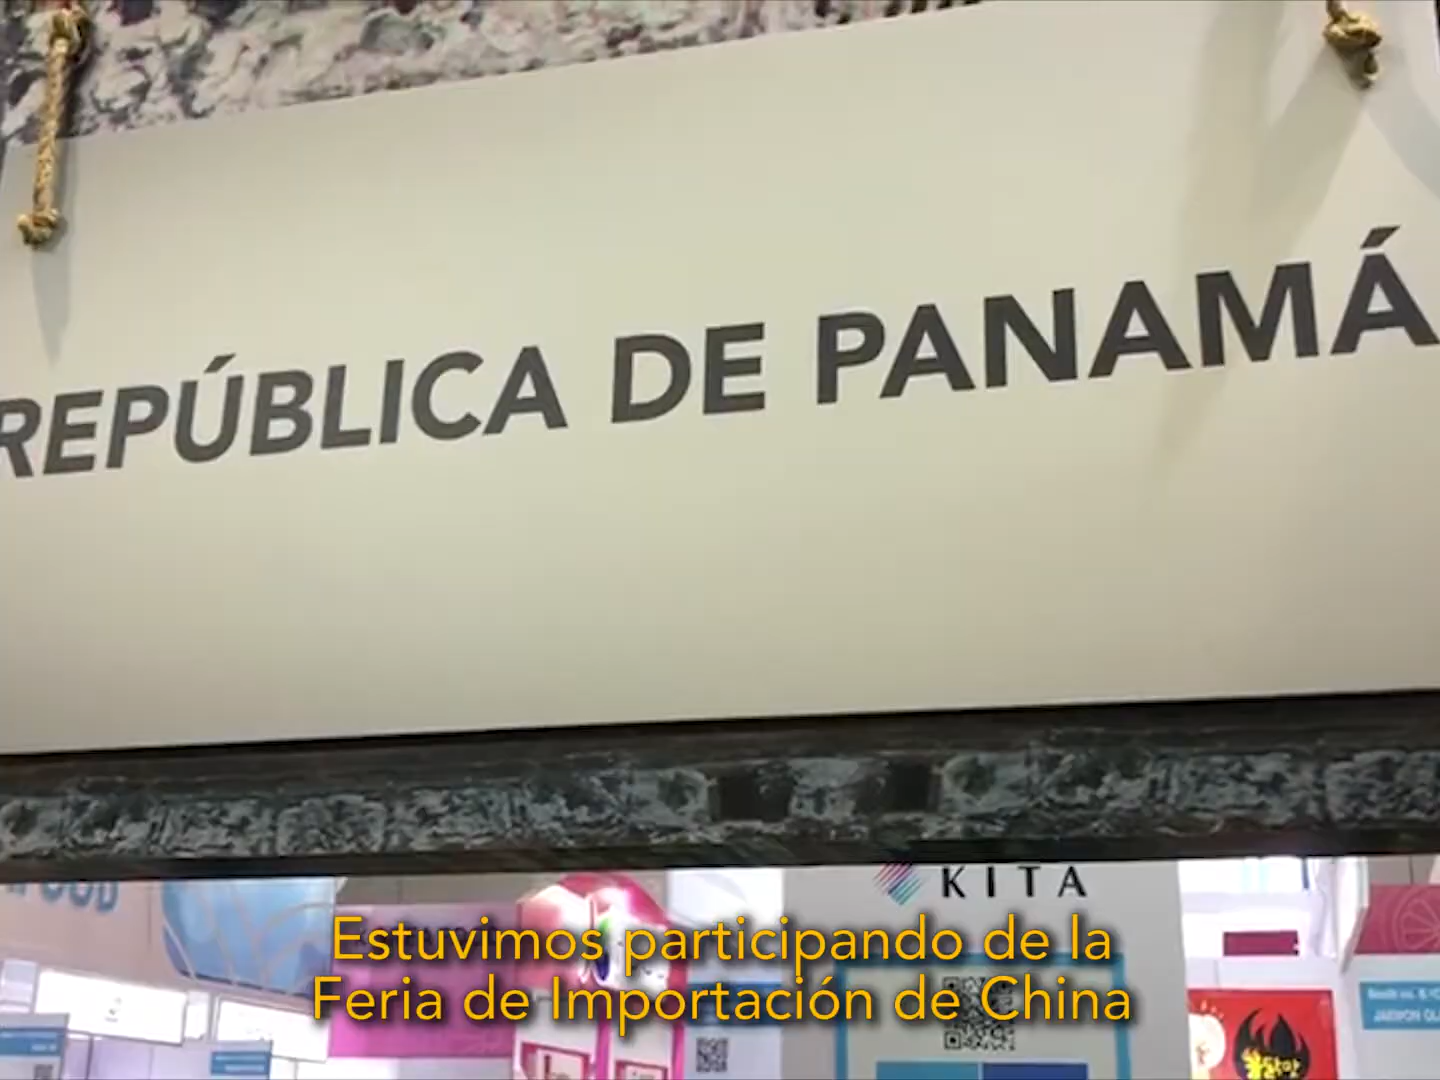 REPÚBLICA DE PANAMÁ
KITA
Estuvimos participando de la
Feria de Importación de China